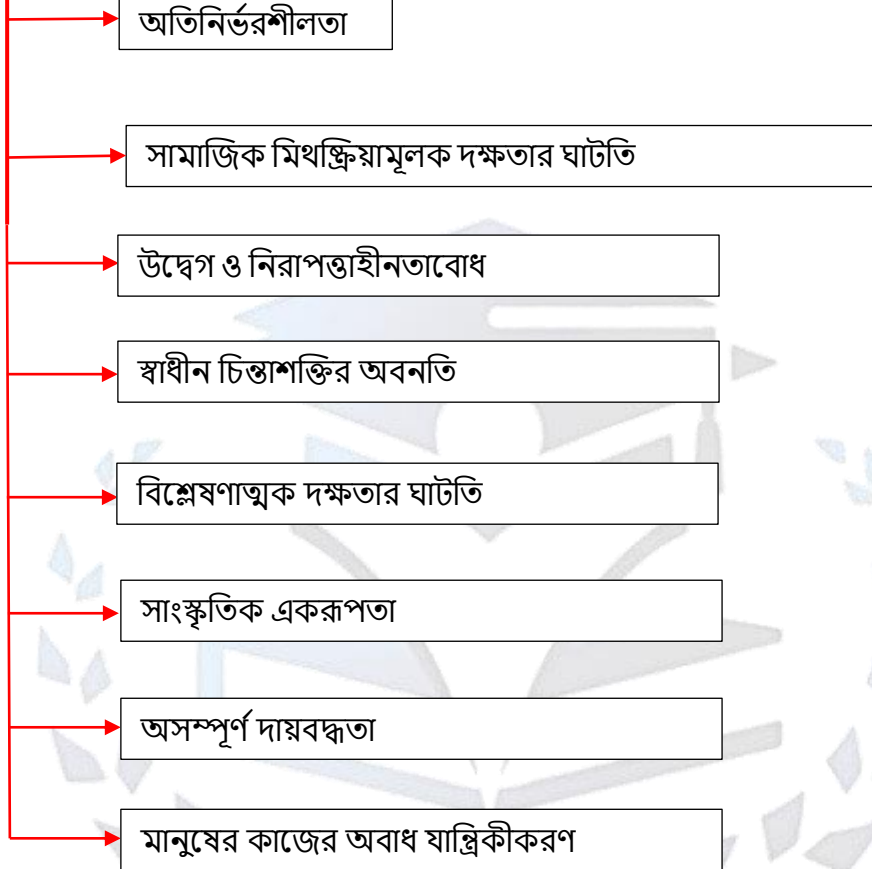 অতিনির্ভরশীলতা
সামাজিক মিথষ্ক্রিয়ামূলক দক্ষতার ঘাটতি
উদ্বেগ ও নিরাপত্তাহীনতাবোধ
স্বাধীন চিন্তাশক্তির অবনতি
বিশ্লেষণাত্মক দক্ষতার ঘাটতি
সাংস্কৃতিক একরূপতা
অসম্পূর্ণ দায়বদ্ধতা
মানুষের কাজের অবাধ যান্ত্রিকীকরণ